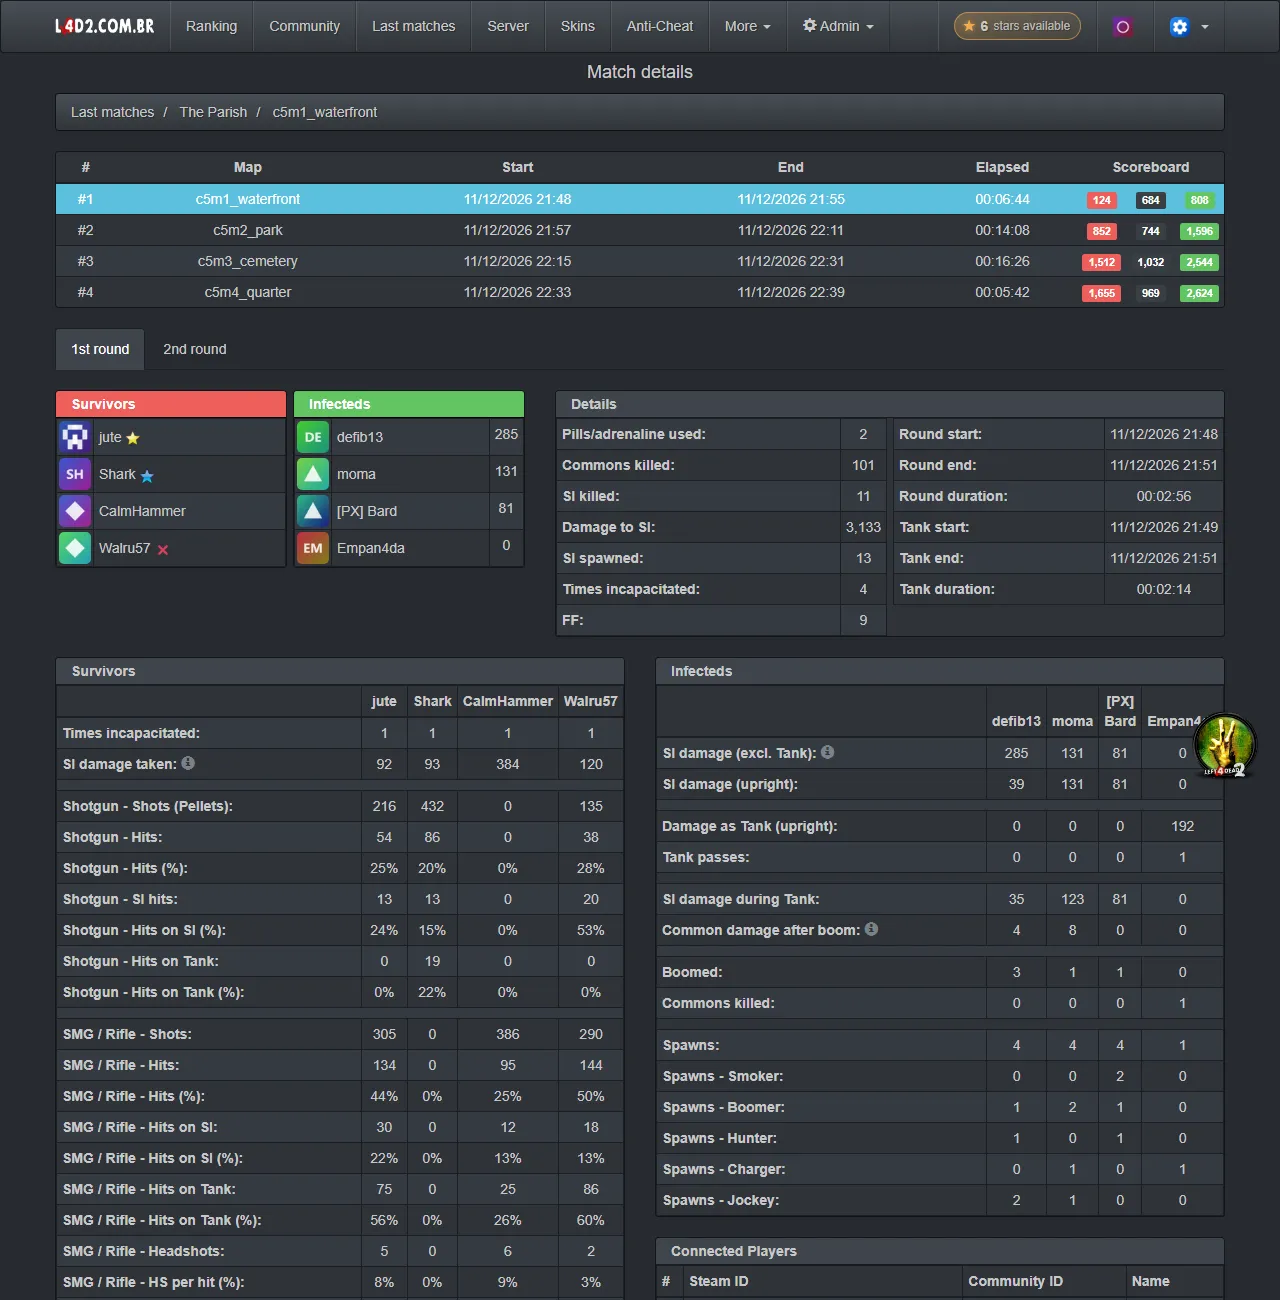 L4D2.COM.BR Ranking Community Last matches Server Skins Anti-Cheat More Admin 6 stars available
Match details
Last matches / The Parish / c5m1_waterfront
# Map Start End Elapsed Scoreboard
#1 c5m1_waterfront 11/12/2026 21:48 11/12/2026 21:55 00:06:44 124 684 808
#2 c5m2_park 11/12/2026 21:57 11/12/2026 22:11 00:14:08 852 744 1,596
#3 c5m3_cemetery 11/12/2026 22:15 11/12/2026 22:31 00:16:26 1,512 1,032 2,544
#4 c5m4_quarter 11/12/2026 22:33 11/12/2026 22:39 00:05:42 1,655 969 2,624
1st round 2nd round
Survivors
jute
SH Shark
CalmHammer
Walru57
Infecteds
DE defib13 285
moma 131
[PX] Bard 81
EM Empan4da 0
Details
Pills/adrenaline used: 2
Commons killed: 101
SI killed: 11
Damage to SI: 3,133
SI spawned: 13
Times incapacitated: 4
FF: 9
Round start: 11/12/2026 21:48
Round end: 11/12/2026 21:51
Round duration: 00:02:56
Tank start: 11/12/2026 21:49
Tank end: 11/12/2026 21:51
Tank duration: 00:02:14
Survivors
jute Shark CalmHammer Walru57
Times incapacitated: 1 1 1 1
SI damage taken: 92 93 384 120
Shotgun - Shots (Pellets): 216 432 0 135
Shotgun - Hits: 54 86 0 38
Shotgun - Hits (%): 25% 20% 0% 28%
Shotgun - SI hits: 13 13 0 20
Shotgun - Hits on SI (%): 24% 15% 0% 53%
Shotgun - Hits on Tank: 0 19 0 0
Shotgun - Hits on Tank (%): 0% 22% 0% 0%
SMG / Rifle - Shots: 305 0 386 290
SMG / Rifle - Hits: 134 0 95 144
SMG / Rifle - Hits (%): 44% 0% 25% 50%
SMG / Rifle - Hits on SI: 30 0 12 18
SMG / Rifle - Hits on SI (%): 22% 0% 13% 13%
SMG / Rifle - Hits on Tank: 75 0 25 86
SMG / Rifle - Hits on Tank (%): 56% 0% 26% 60%
SMG / Rifle - Headshots: 5 0 6 2
SMG / Rifle - HS per hit (%): 8% 0% 9% 3%
Infecteds
[PX]
defib13 moma Bard Empan4
SI damage (excl. Tank): 285 131 81 0
SI damage (upright): 39 131 81 0
Damage as Tank (upright): 0 0 0 192
Tank passes: 0 0 0 1
SI damage during Tank: 35 123 81 0
Common damage after boom: 4 8 0 0
Boomed: 3 1 1 0
Commons killed: 0 0 0 1
Spawns: 4 4 4 1
Spawns - Smoker: 0 0 2 0
Spawns - Boomer: 1 2 1 0
Spawns - Hunter: 1 0 1 0
Spawns - Charger: 0 1 0 1
Spawns - Jockey: 2 1 0 0
LEFT 4 DEAD 2
Connected Players
# Steam ID Community ID Name